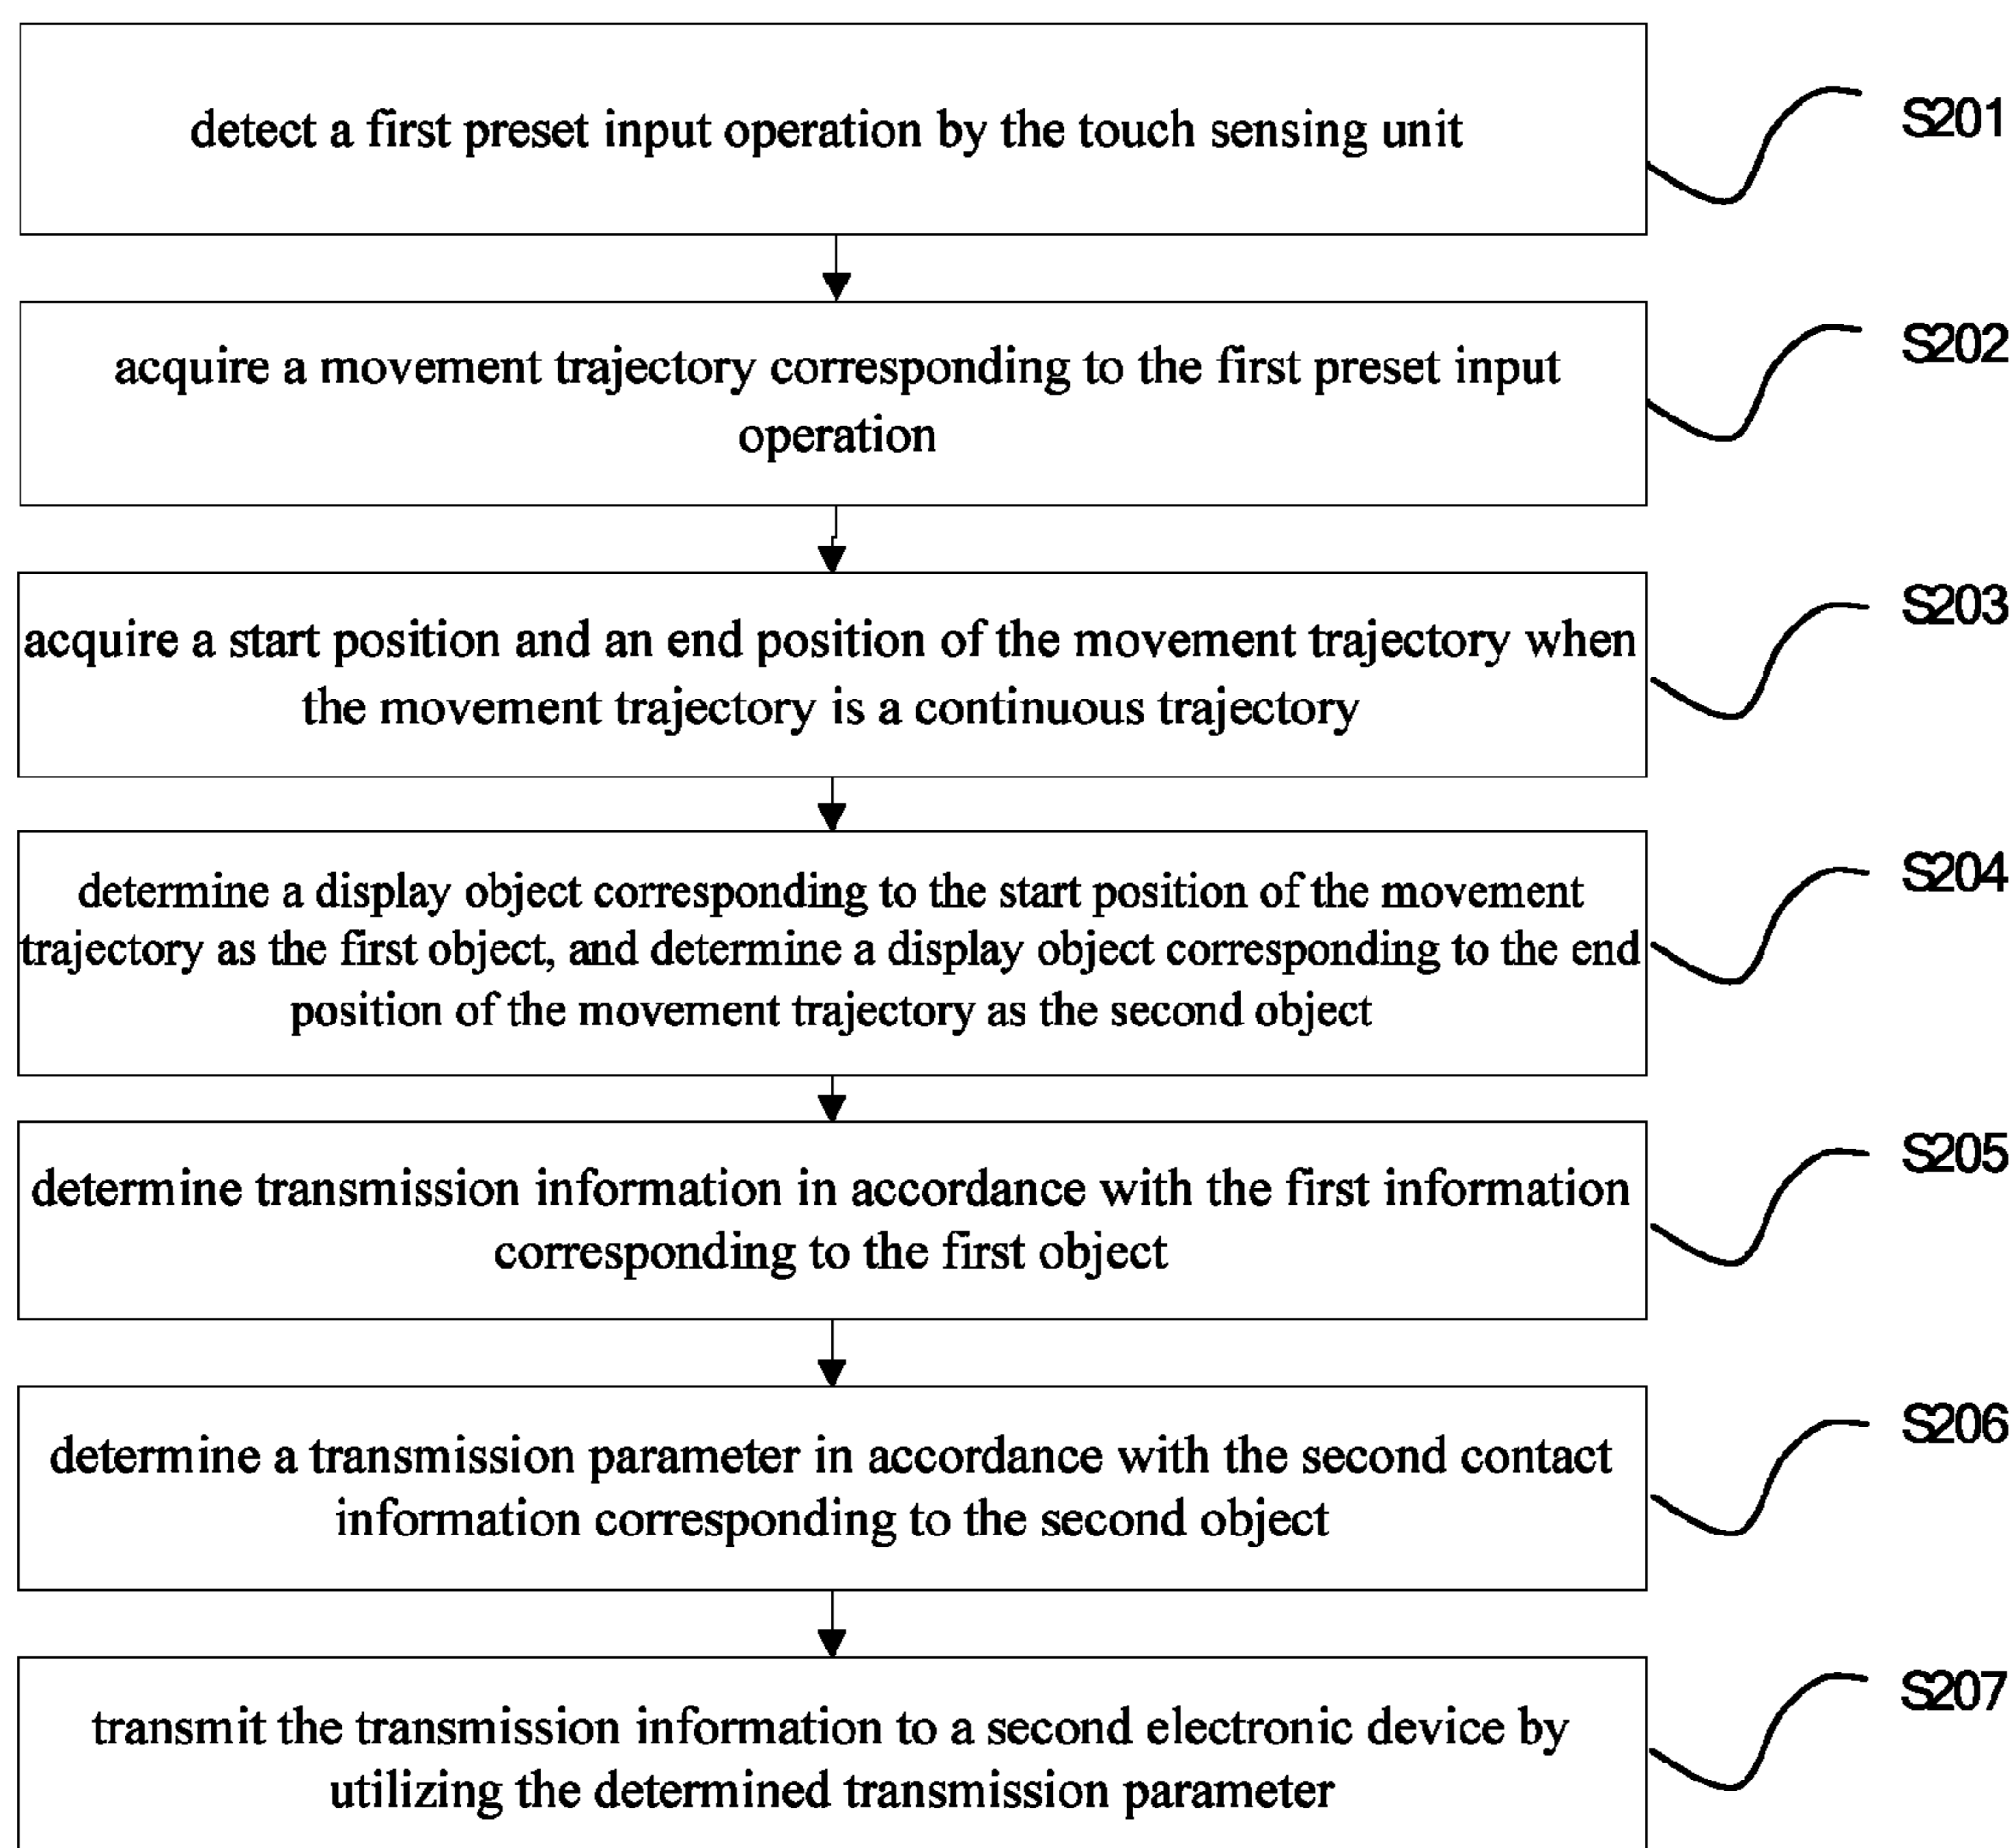 detect a first preset input operation by the touch sensing unit
S201
acquire a movement trajectory corresponding to the first preset input
operation
S202
acquire a start position and an end position of the movement trajectory when
the movement trajectory is a continuous trajectory
S203
determine a display object corresponding to the start position of the movement
trajectory as the first object, and determine a display object corresponding to the end
position of the movement trajectory as the second object
S204
determine transmission information in accordance with the first information
corresponding to the first object
S205
determine a transmission parameter in accordance with the second contact
information corresponding to the second object
S206
transmit the transmission information to a second electronic device by
utilizing the determined transmission parameter
S207